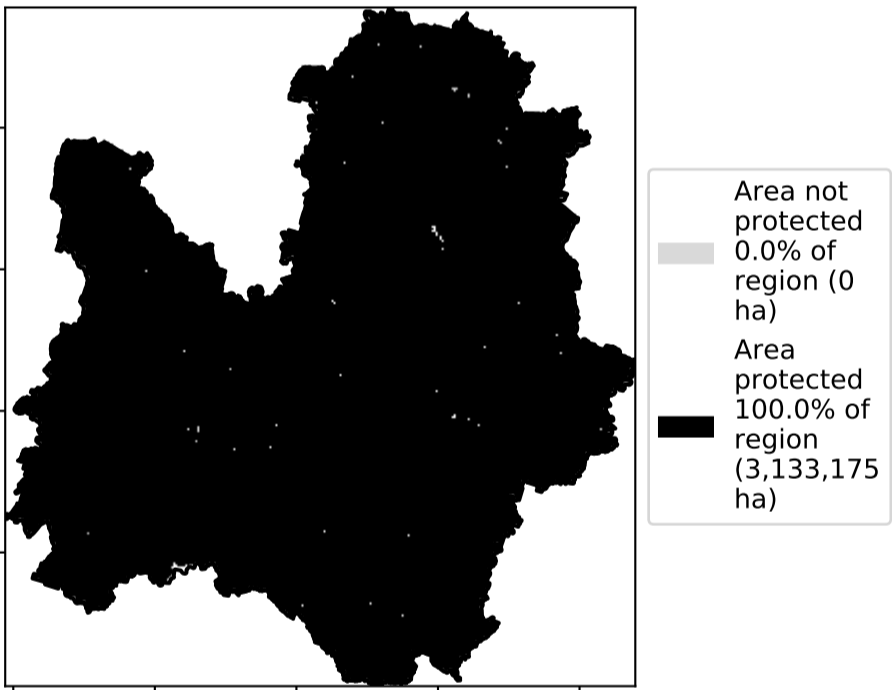 Area not
protected
0.0% of
region (0
ha)
Area
protected
100.0% of
region
(3,133,175
ha)